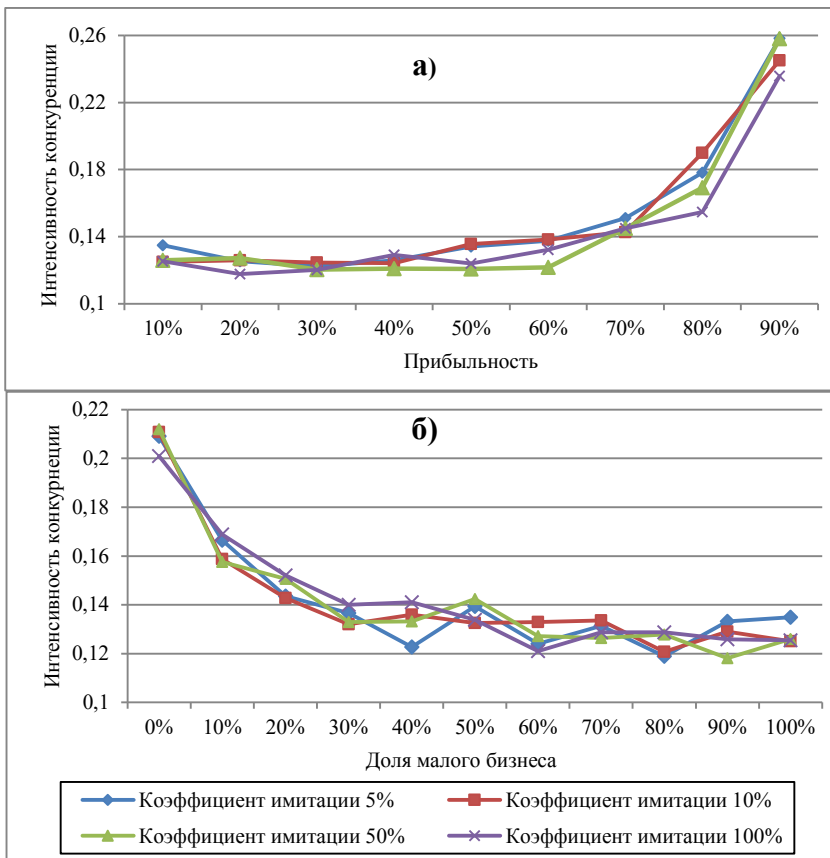 а)
Интенсивность конкуренции
0,26
0,22
0,18
0,14
0,1
10% 20% 30% 40% 50% 60% 70% 80% 90%
Прибыльность
б)
Интенсивность конкурнеции
0,22
0,2
0,18
0,16
0,14
0,12
0,1
0% 10% 20% 30% 40% 50% 60% 70% 80% 90% 100%
Доля малого бизнеса
Коэффициент имитации 5% Коэффициент имитации 10%
Коэффициент имитации 50% Коэффициент имитации 100%